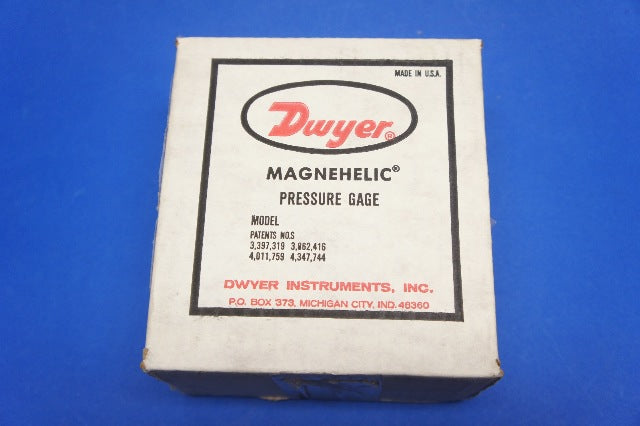 MADE IN U.S.A.
Dwyer®
MAGNEHELIC®
PRESSURE GAGE
MODEL
PATENTS NO.S
3,397,319 3,862,416
4,011,759 4,347,744
DWYER INSTRUMENTS, INC.
P.O. BOX 373, MICHIGAN CITY, IND. 46360